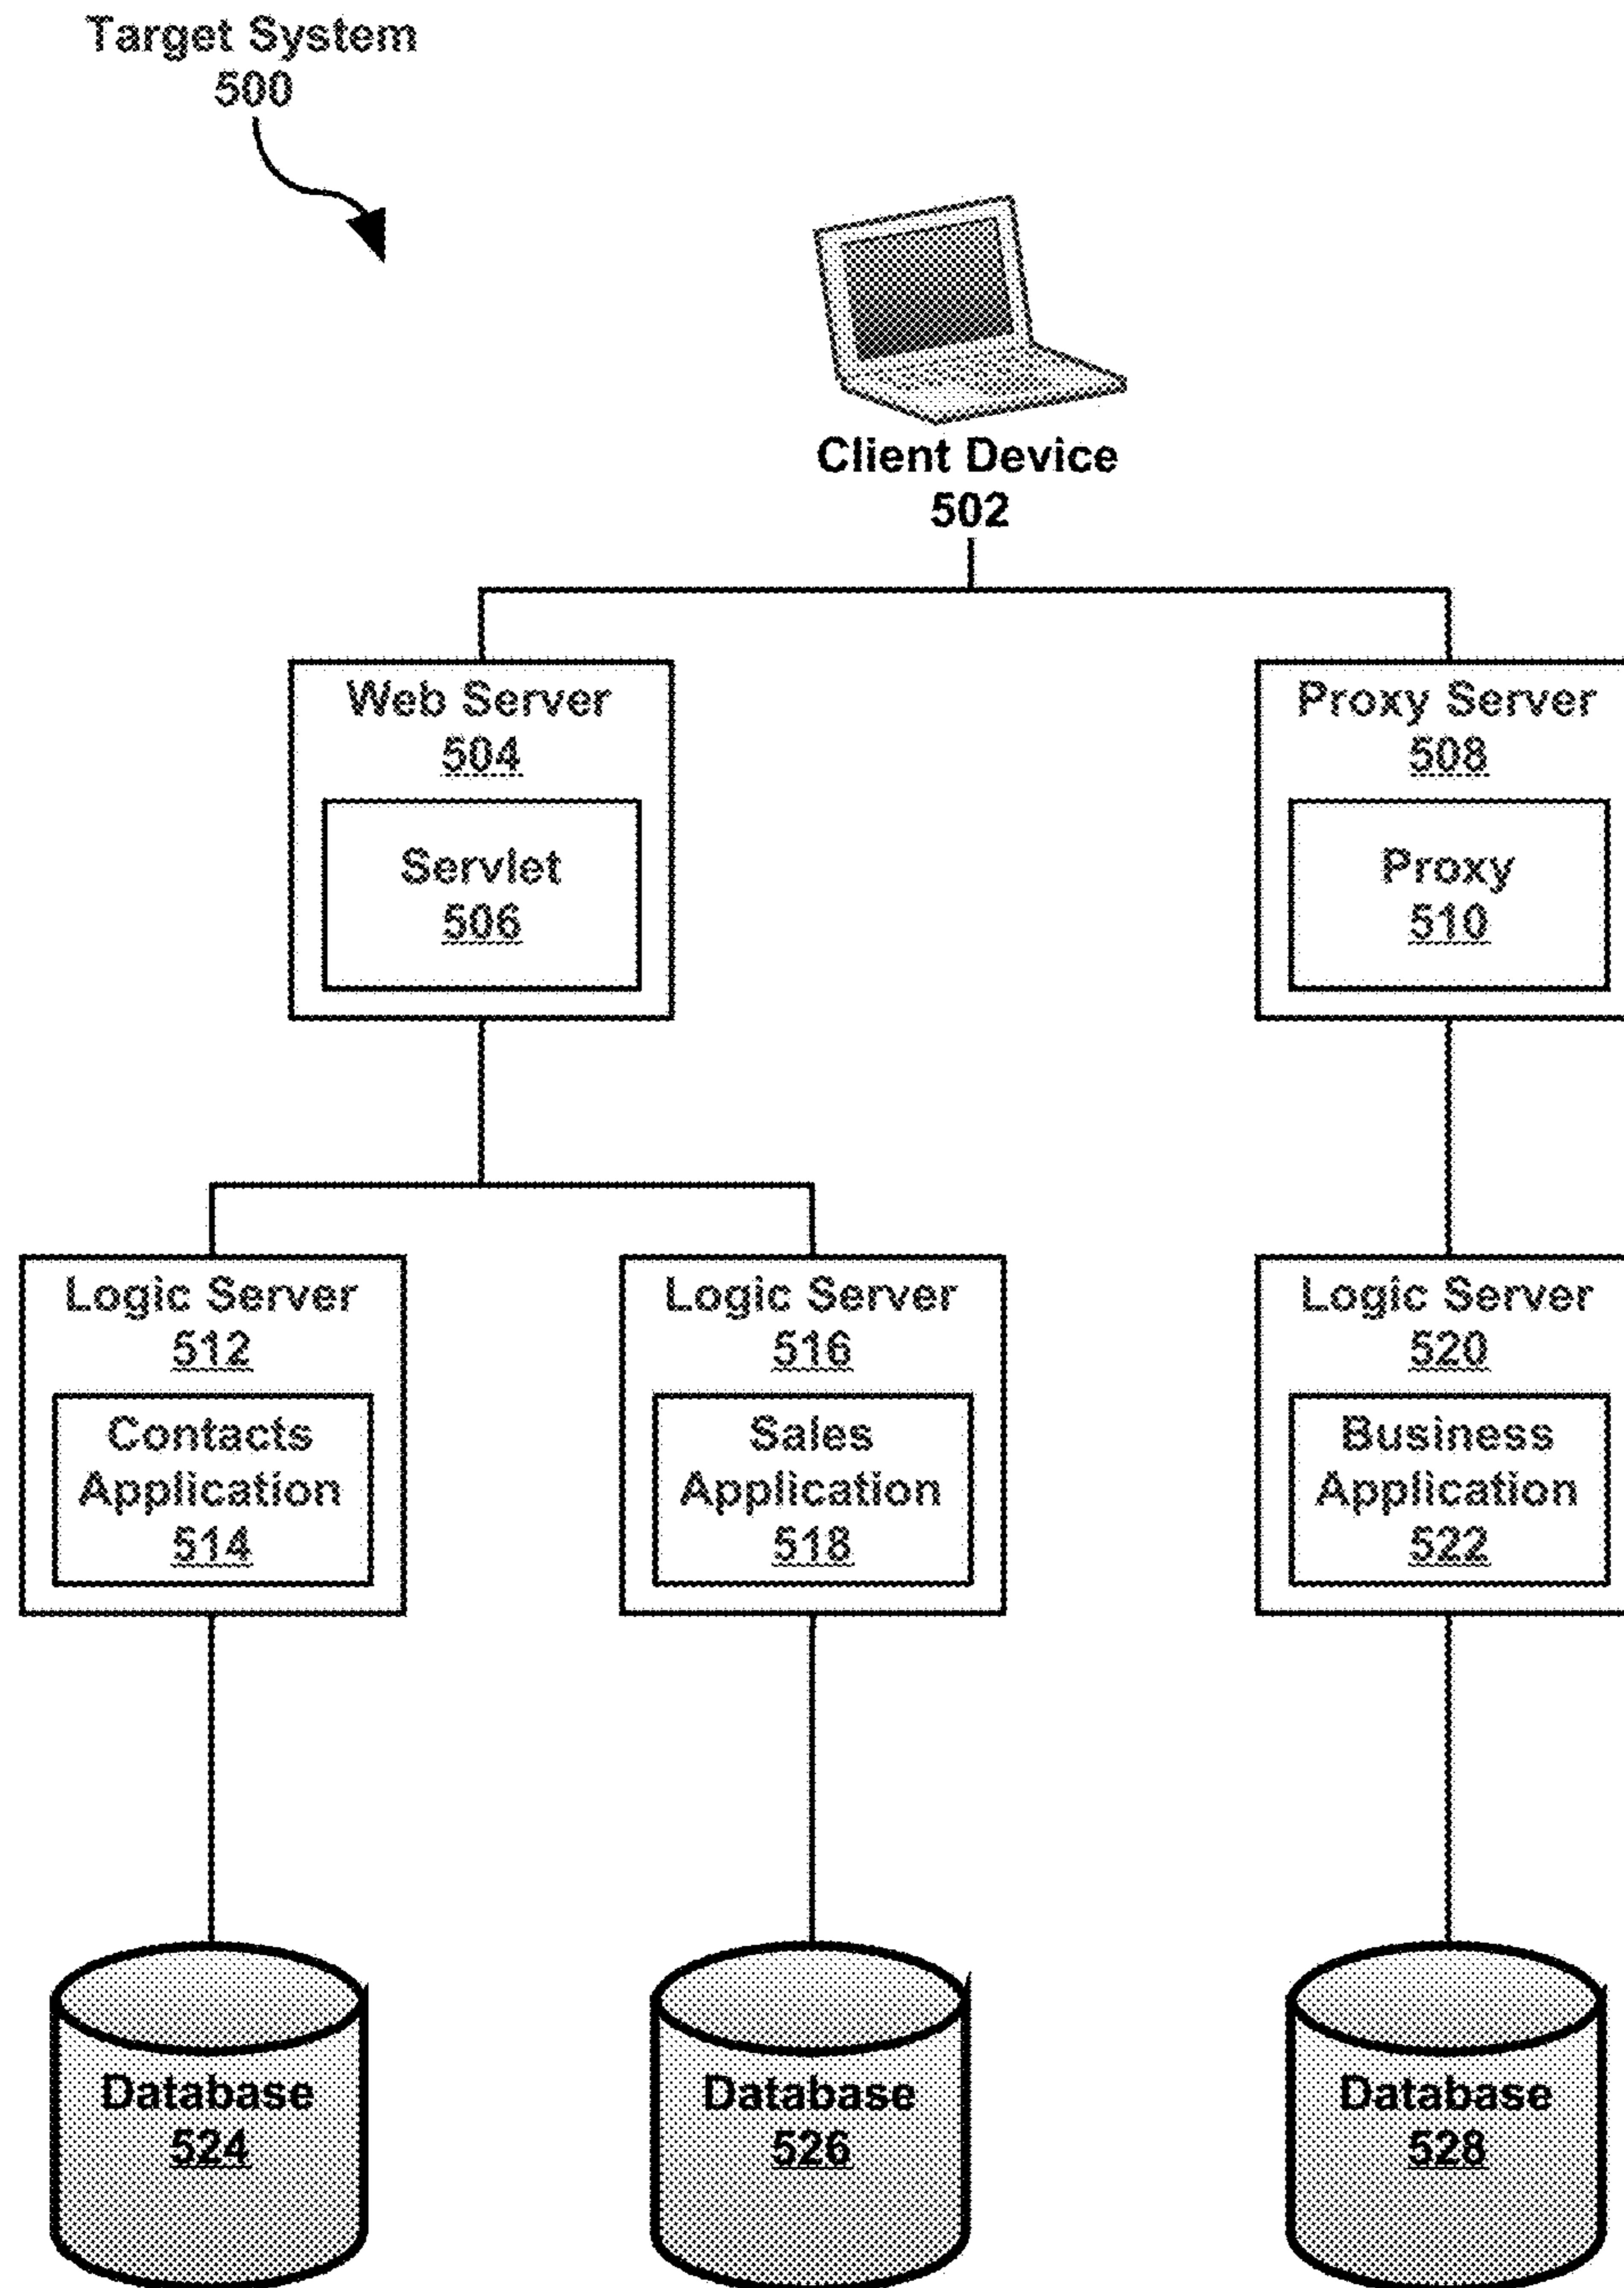 Target System
500
Client Device
502
Web Server
504
Servlet
506
Proxy Server
508
Proxy
510
Logic Server
512
Contacts
Application
514
Logic Server
516
Sales
Application
518
Logic Server
520
Business
Application
522
Database
524
Database
526
Database
528